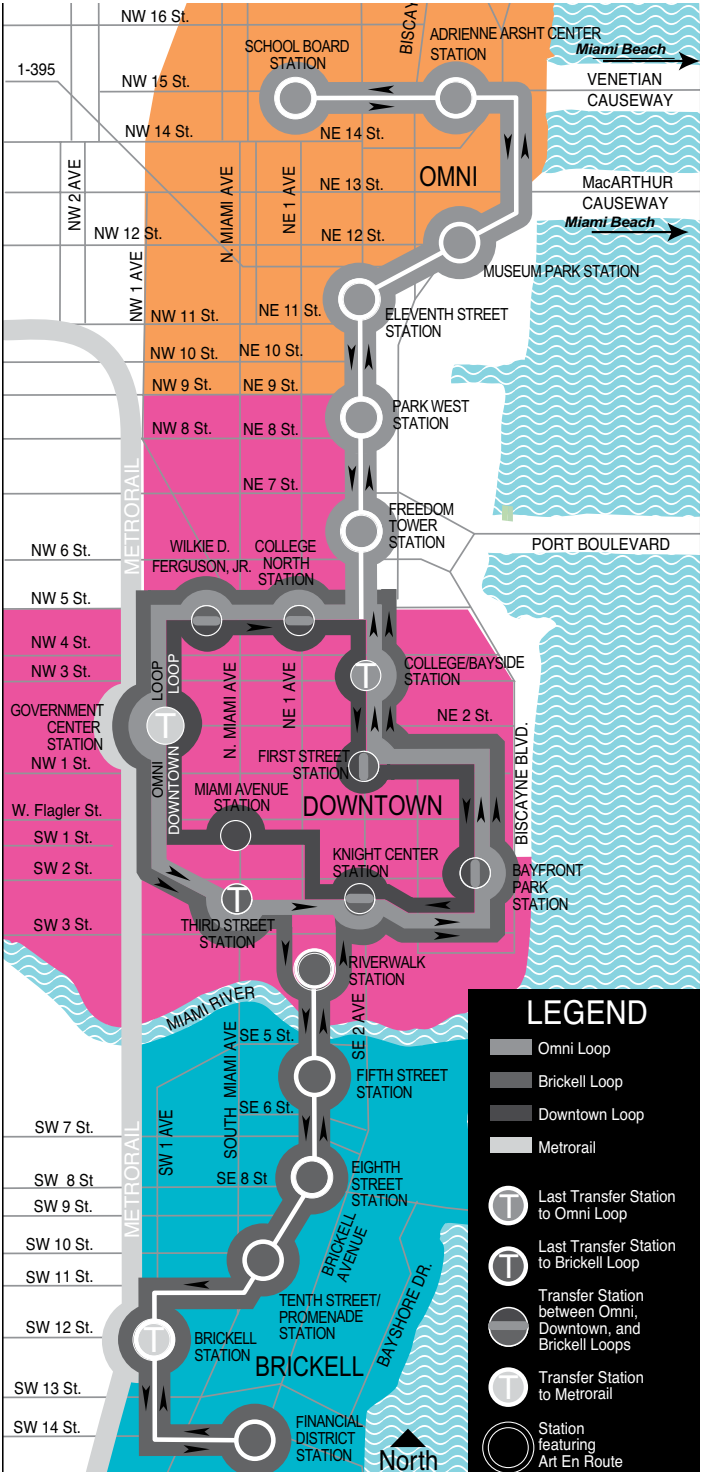 NW 16 St.
BISCAY
ADRIENNE ARSHT CENTER
STATION
SCHOOL BOARD
STATION
Miami Beach
1-395
NW 15 St.
VENETIAN
CAUSEWAY
NW 14 St.
NE 14 St.
NW 2 AVE
N. MIAMI AVE
NE 1 AVE
OMNI
NE 13 St.
MacARTHUR
CAUSEWAY
Miami Beach
NW 12 St.
NE 12 St.
NW 1 AVE
MUSEUM PARK STATION
NW 11 St.
NE 11 St.
ELEVENTH STREET
STATION
NW 10 St.
NE 10 St.
NW 9 St.
NE 9 St.
PARK WEST
STATION
NW 8 St.
NE 8 St.
NE 7 St.
METRORAIL
FREEDOM
TOWER
STATION
NW 6 St.
WILKIE D.
FERGUSON, JR.
COLLEGE
NORTH
STATION
PORT BOULEVARD
NW 5 St.
NW 4 St.
NW 3 St.
OMNI LOOP
DOWNTOWN LOOP
N. MIAMI AVE
NE 1 AVE
T
COLLEGE/BAYSIDE
STATION
GOVERNMENT
CENTER
STATION
T
NE 2 St.
BISCAYNE BLVD.
NW 1 St.
FIRST STREET
STATION
MIAMI AVENUE
STATION
DOWNTOWN
W. Flagler St.
SW 1 St.
SW 2 St.
KNIGHT CENTER
STATION
BAYFRONT
PARK
STATION
T
THIRD STREET
STATION
SW 3 St.
RIVERWALK
STATION
MIAMI RIVER
SE 2 AVE
SE 5 St.
SOUTH MIAMI AVE
FIFTH STREET
STATION
SE 6 St.
SW 7 St.
SW 1 AVE
METRORAIL
SW 8 St
SE 8 St
EIGHTH
STREET
STATION
SW 9 St.
SW 10 St.
BRICKELL
AVENUE
SW 11 St.
TENTH STREET/
PROMENADE
STATION
BAYSHORE DR.
SW 12 St.
T
BRICKELL
STATION
BRICKELL
SW 13 St.
SW 14 St.
FINANCIAL
DISTRICT
STATION
North
LEGEND
Omni Loop
Brickell Loop
Downtown Loop
Metrorail
T
Last Transfer Station
to Omni Loop
T
Last Transfer Station
to Brickell Loop
Transfer Station
between Omni,
Downtown, and
Brickell Loops
T
Transfer Station
to Metrorail
Station
featuring
Art En Route